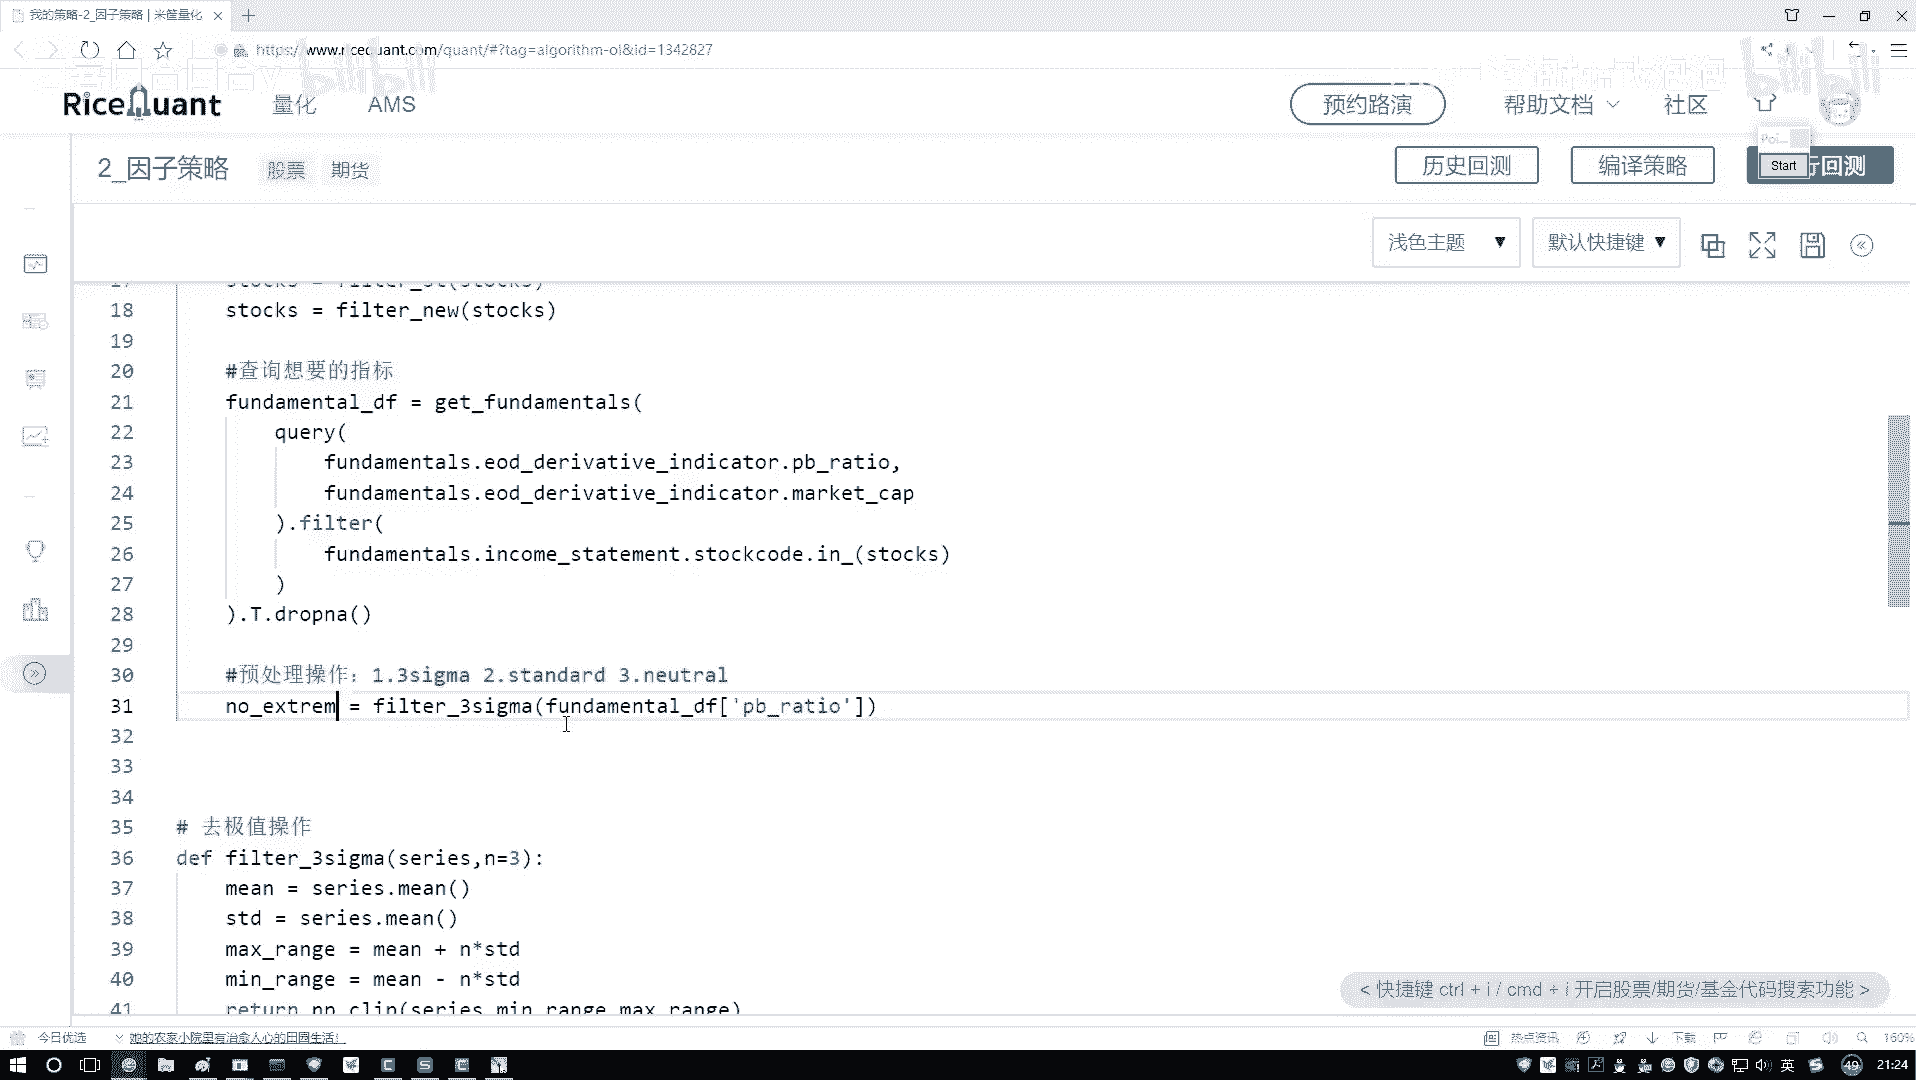 我的策略-2_因子策略 | 米筐量化
https://www.ricequant.com/quant/#?tag=algorithm-ol&id=1342827
RiceQuant 量化 AMS 预约路演 帮助文档 社区
2_因子策略 股票 期货 历史回测 编译策略 行回测
Poi...
Start
浅色主题 ▼ 默认快捷键 ▼
17 stocks = filter_st(stocks)
18 stocks = filter_new(stocks)
19
20 #查询想要的指标
21 fundamental_df = get_fundamentals(
22 query(
23 fundamentals.eod_derivative_indicator.pb_ratio,
24 fundamentals.eod_derivative_indicator.market_cap
25 ).filter(
26 fundamentals.income_statement.stockcode.in_(stocks)
27 )
28 ).T.dropna()
29
30 #预处理操作：1.3sigma 2.standard 3.neutral
31 no_extrem = filter_3sigma(fundamental_df['pb_ratio'])
32
33
34
35 # 去极值操作
36 def filter_3sigma(series,n=3):
37 mean = series.mean()
38 std = series.mean()
39 max_range = mean + n*std
40 min_range = mean - n*std
41 return np.clip(series,min_range,max_range)
< 快捷键 ctrl + i / cmd + i 开启股票/期货/基金代码搜索功能 >
今日优选 她的农家小院里有治愈人心的田园生活！ 热点资讯 下载 160%
英 49 21:24